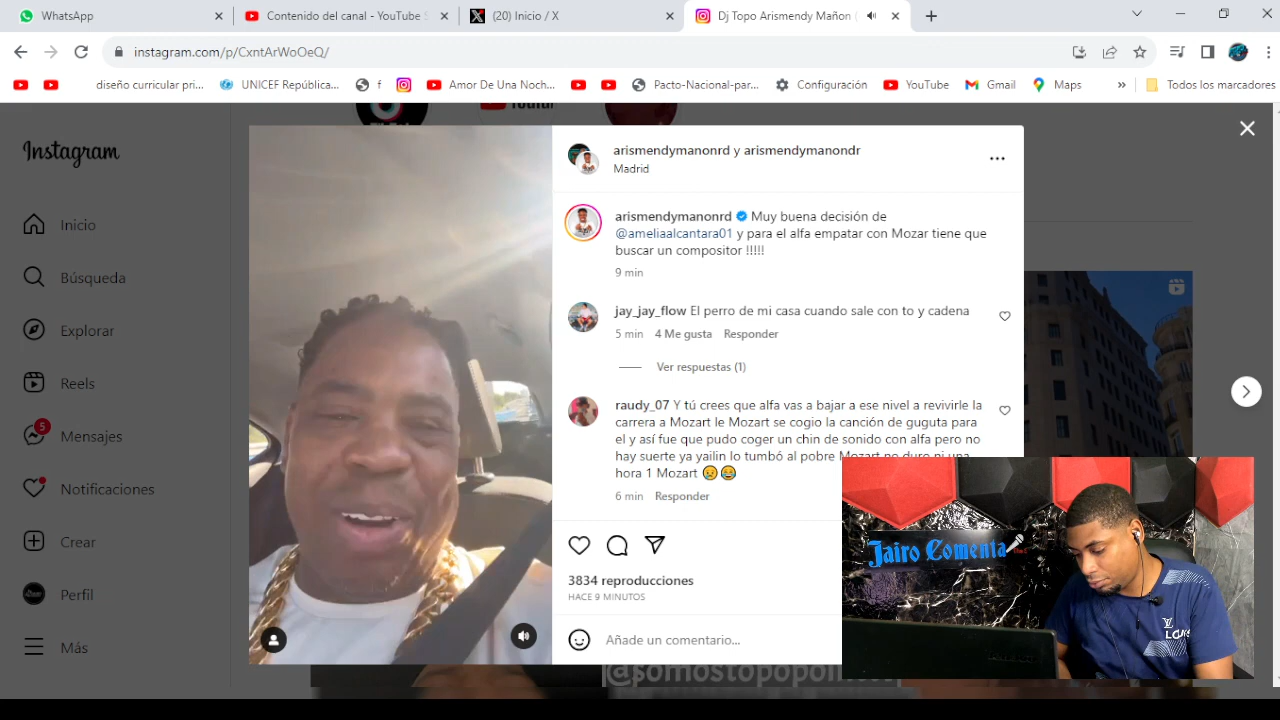 WhatsApp
Contenido del canal - YouTube S
(20) Inicio / X
Dj Topo Arismendy Mañon (
instagram.com/p/CxntArWoOeQ/
diseño curricular pri...
UNICEF República...
f
Amor De Una Noch...
Pacto-Nacional-par...
Configuración
YouTube
Gmail
Maps
»
Todos los marcadores
Instagram
Inicio
Búsqueda
Explorar
Reels
5
Mensajes
Notificaciones
Crear
Perfil
Más
arismendymanonrd y arismendymanondr
Madrid
arismendymanonrd Muy buena decisión de
@ameliaalcantara01 y para el alfa empatar con Mozar tiene que
buscar un compositor !!!!!
9 min
jay_jay_flow El perro de mi casa cuando sale con to y cadena
5 min 4 Me gusta Responder
Ver respuestas (1)
raudy_07 Y tú crees que alfa vas a bajar a ese nivel a revivirle la
carrera a Mozart le Mozart se cogio la canción de guguta para
el y así fue que pudo coger un chin de sonido con alfa pero no
hay suerte ya yailin lo tumbó al pobre Mozart no duro ni una
hora 1 Mozart 😥😂
6 min Responder
3834 reproducciones
HACE 9 MINUTOS
Añade un comentario...
Jairo Comenta